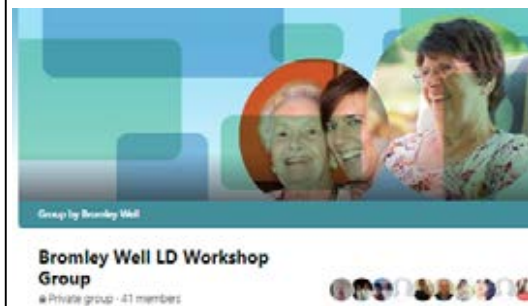 Group by Bromley Well
Bromley Well LD Workshop
Group
Private group · 41 members